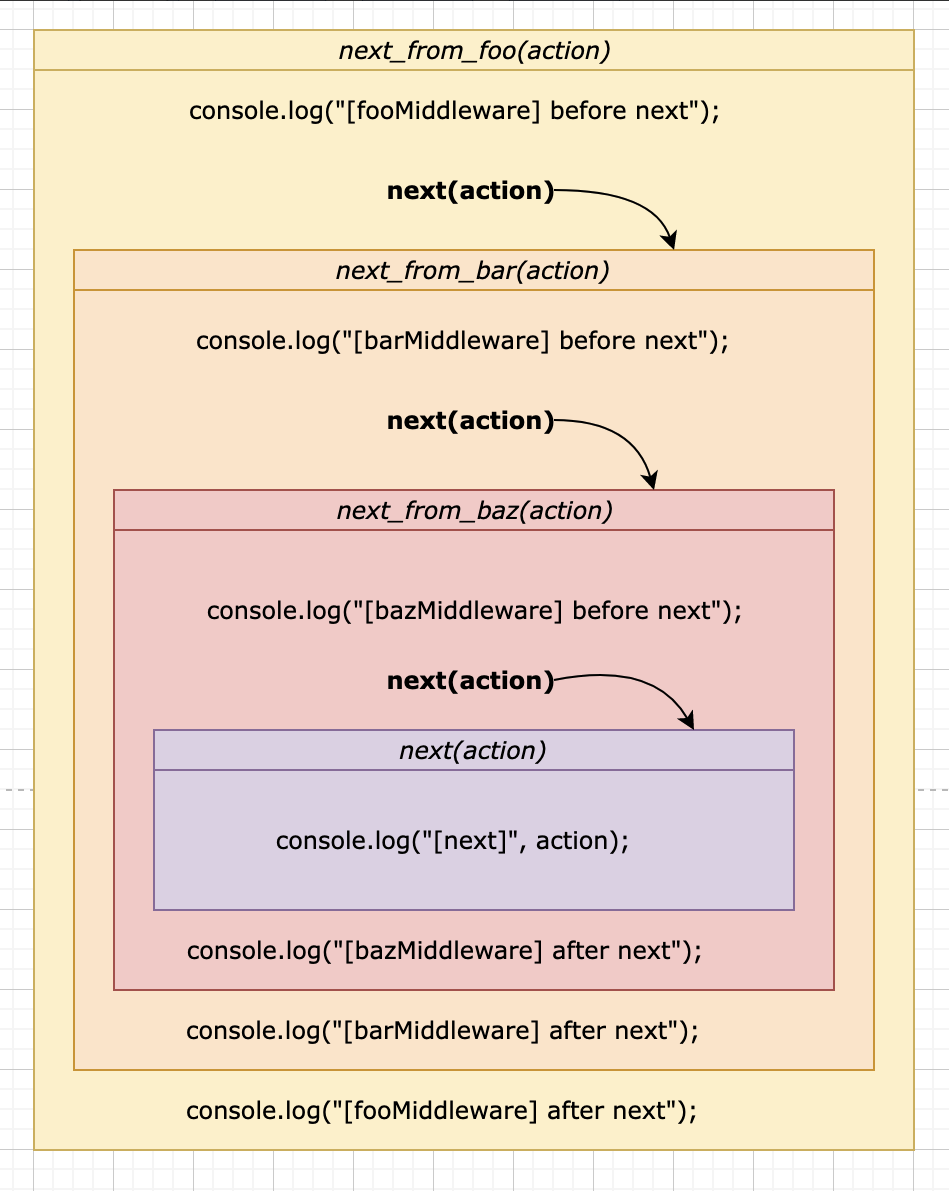 next_from_foo(action)
console.log("[fooMiddleware] before next");
next(action)
next_from_bar(action)
console.log("[barMiddleware] before next");
next(action)
next_from_baz(action)
console.log("[bazMiddleware] before next");
next(action)
next(action)
console.log("[next]", action);
console.log("[bazMiddleware] after next");
console.log("[barMiddleware] after next");
console.log("[fooMiddleware] after next");